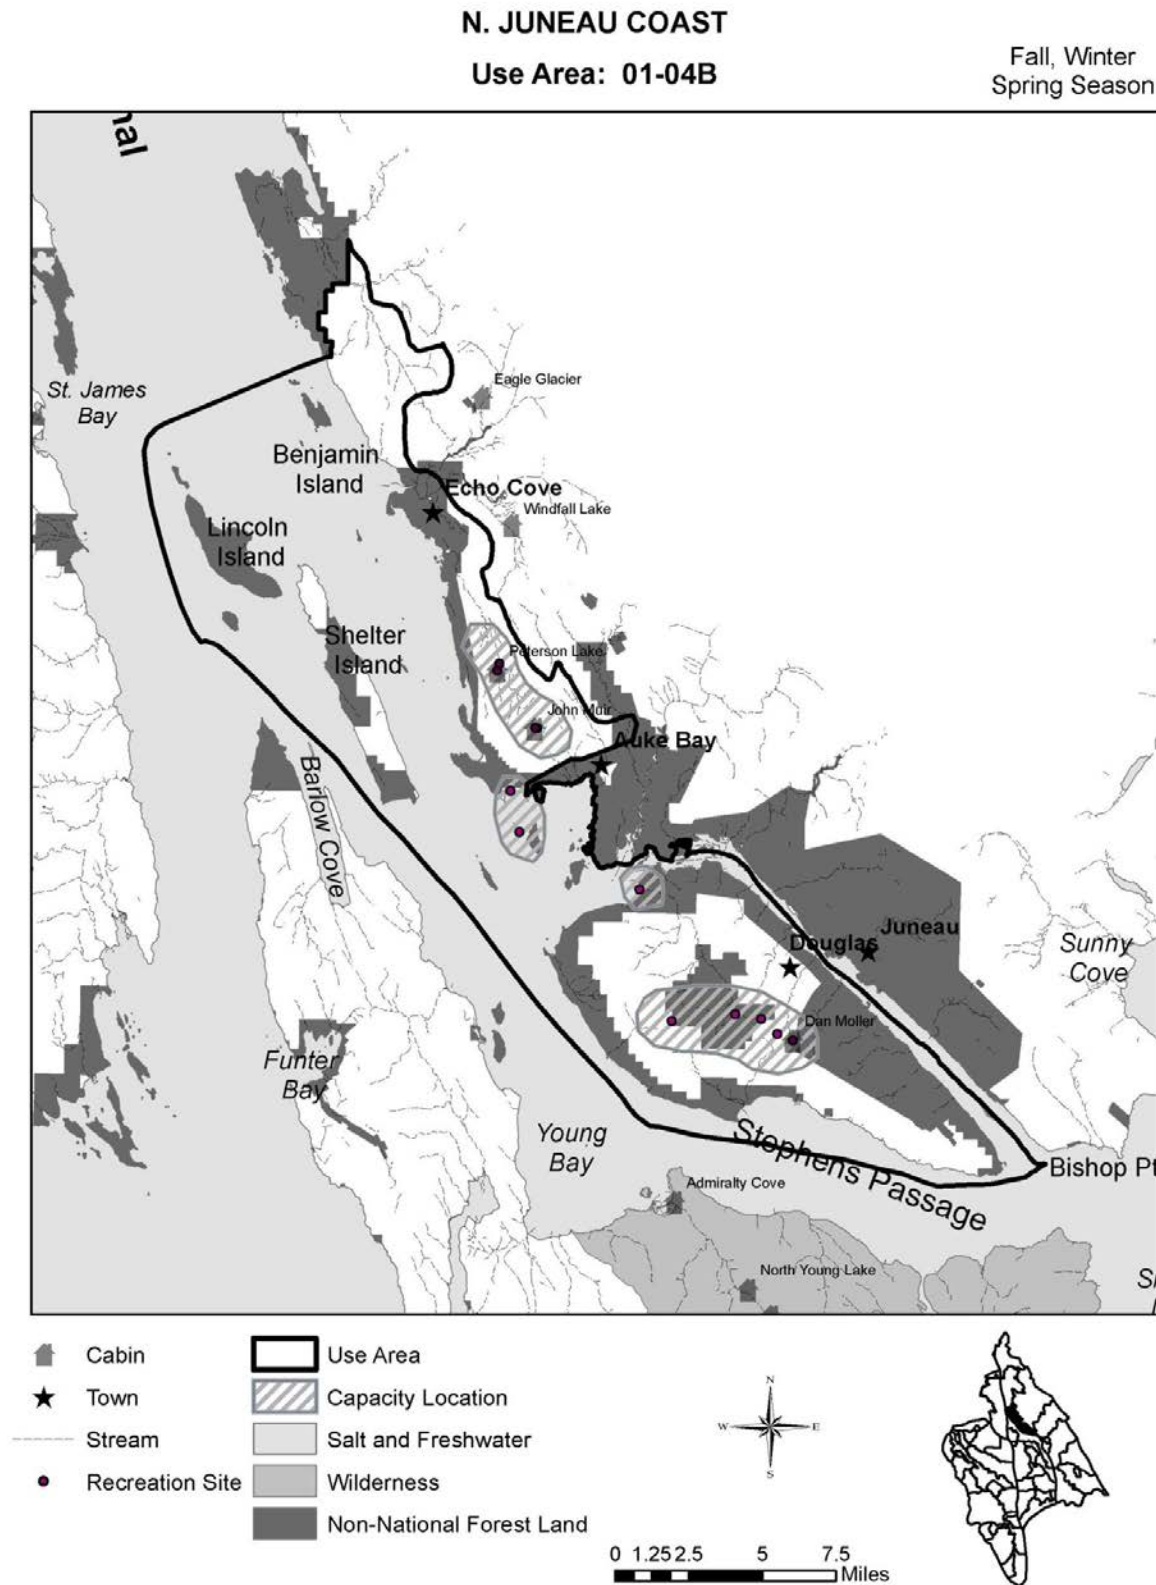 N. JUNEAU COAST
Use Area: 01-04B
Fall, Winter
Spring Season
nal
St. James
Bay
Eagle Glacier
Benjamin
Island
Echo Cove
Windfall Lake
Lincoln
Island
Shelter
Island
Peterson Lake
John Muir
Auke Bay
Barlow Cove
Juneau
Douglas
Sunny
Cove
Dan Moller
Funter
Bay
Young
Bay
Stephens Passage
Bishop Pt
Admiralty Cove
North Young Lake
Cabin
Town
Stream
Recreation Site
Use Area
Capacity Location
Salt and Freshwater
Wilderness
Non-National Forest Land
N
W
E
S
0 1.25 2.5 5 7.5
Miles